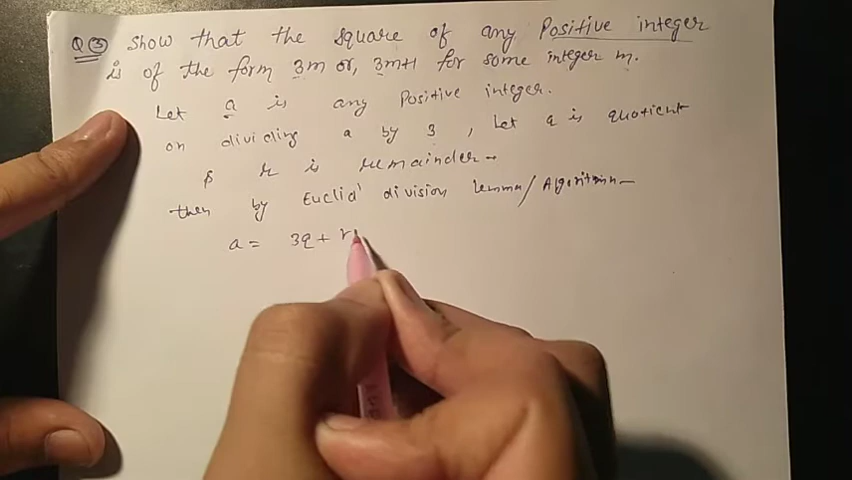 Q③ Show that the square of any Positive integer
is of the form 3m or, 3m+1 for some integer m.
Let a is any Positive integer.
on dividing a by 3, Let q is quotient
& r is remainder-
then by Euclid' division lemma/Algorithm-
a = 3q + r